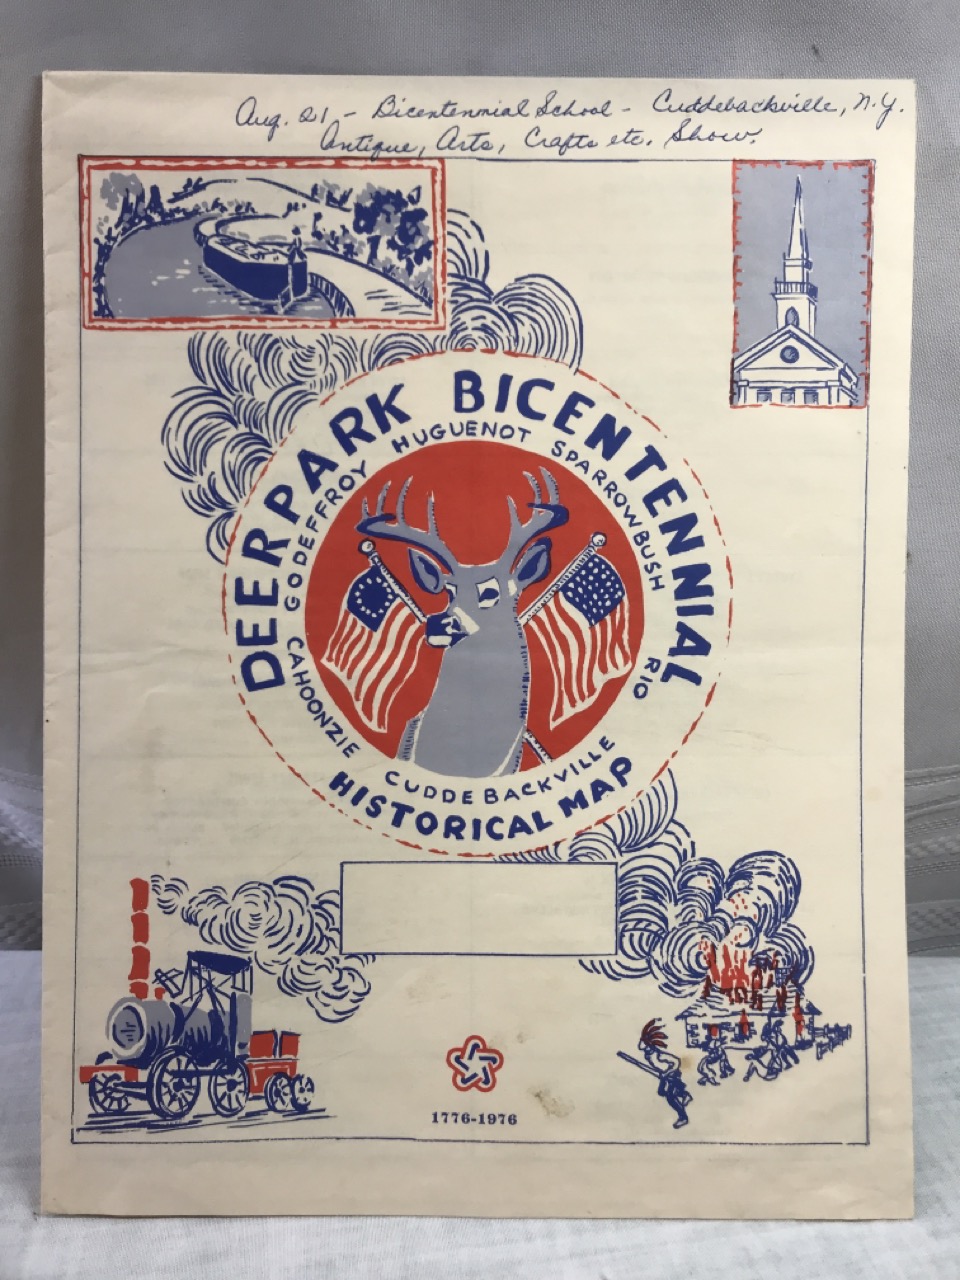 Aug. 21 - Bicentennial School - Cuddebackville, N.Y.
Antique, Arts, Crafts etc. Show.
DEERPARK BICENTENNIAL
CAHOONZIE GODEFFROY HUGUENOT SPARROWBUSH RIO
CUDDEBACKVILLE
HISTORICAL MAP
1776-1976